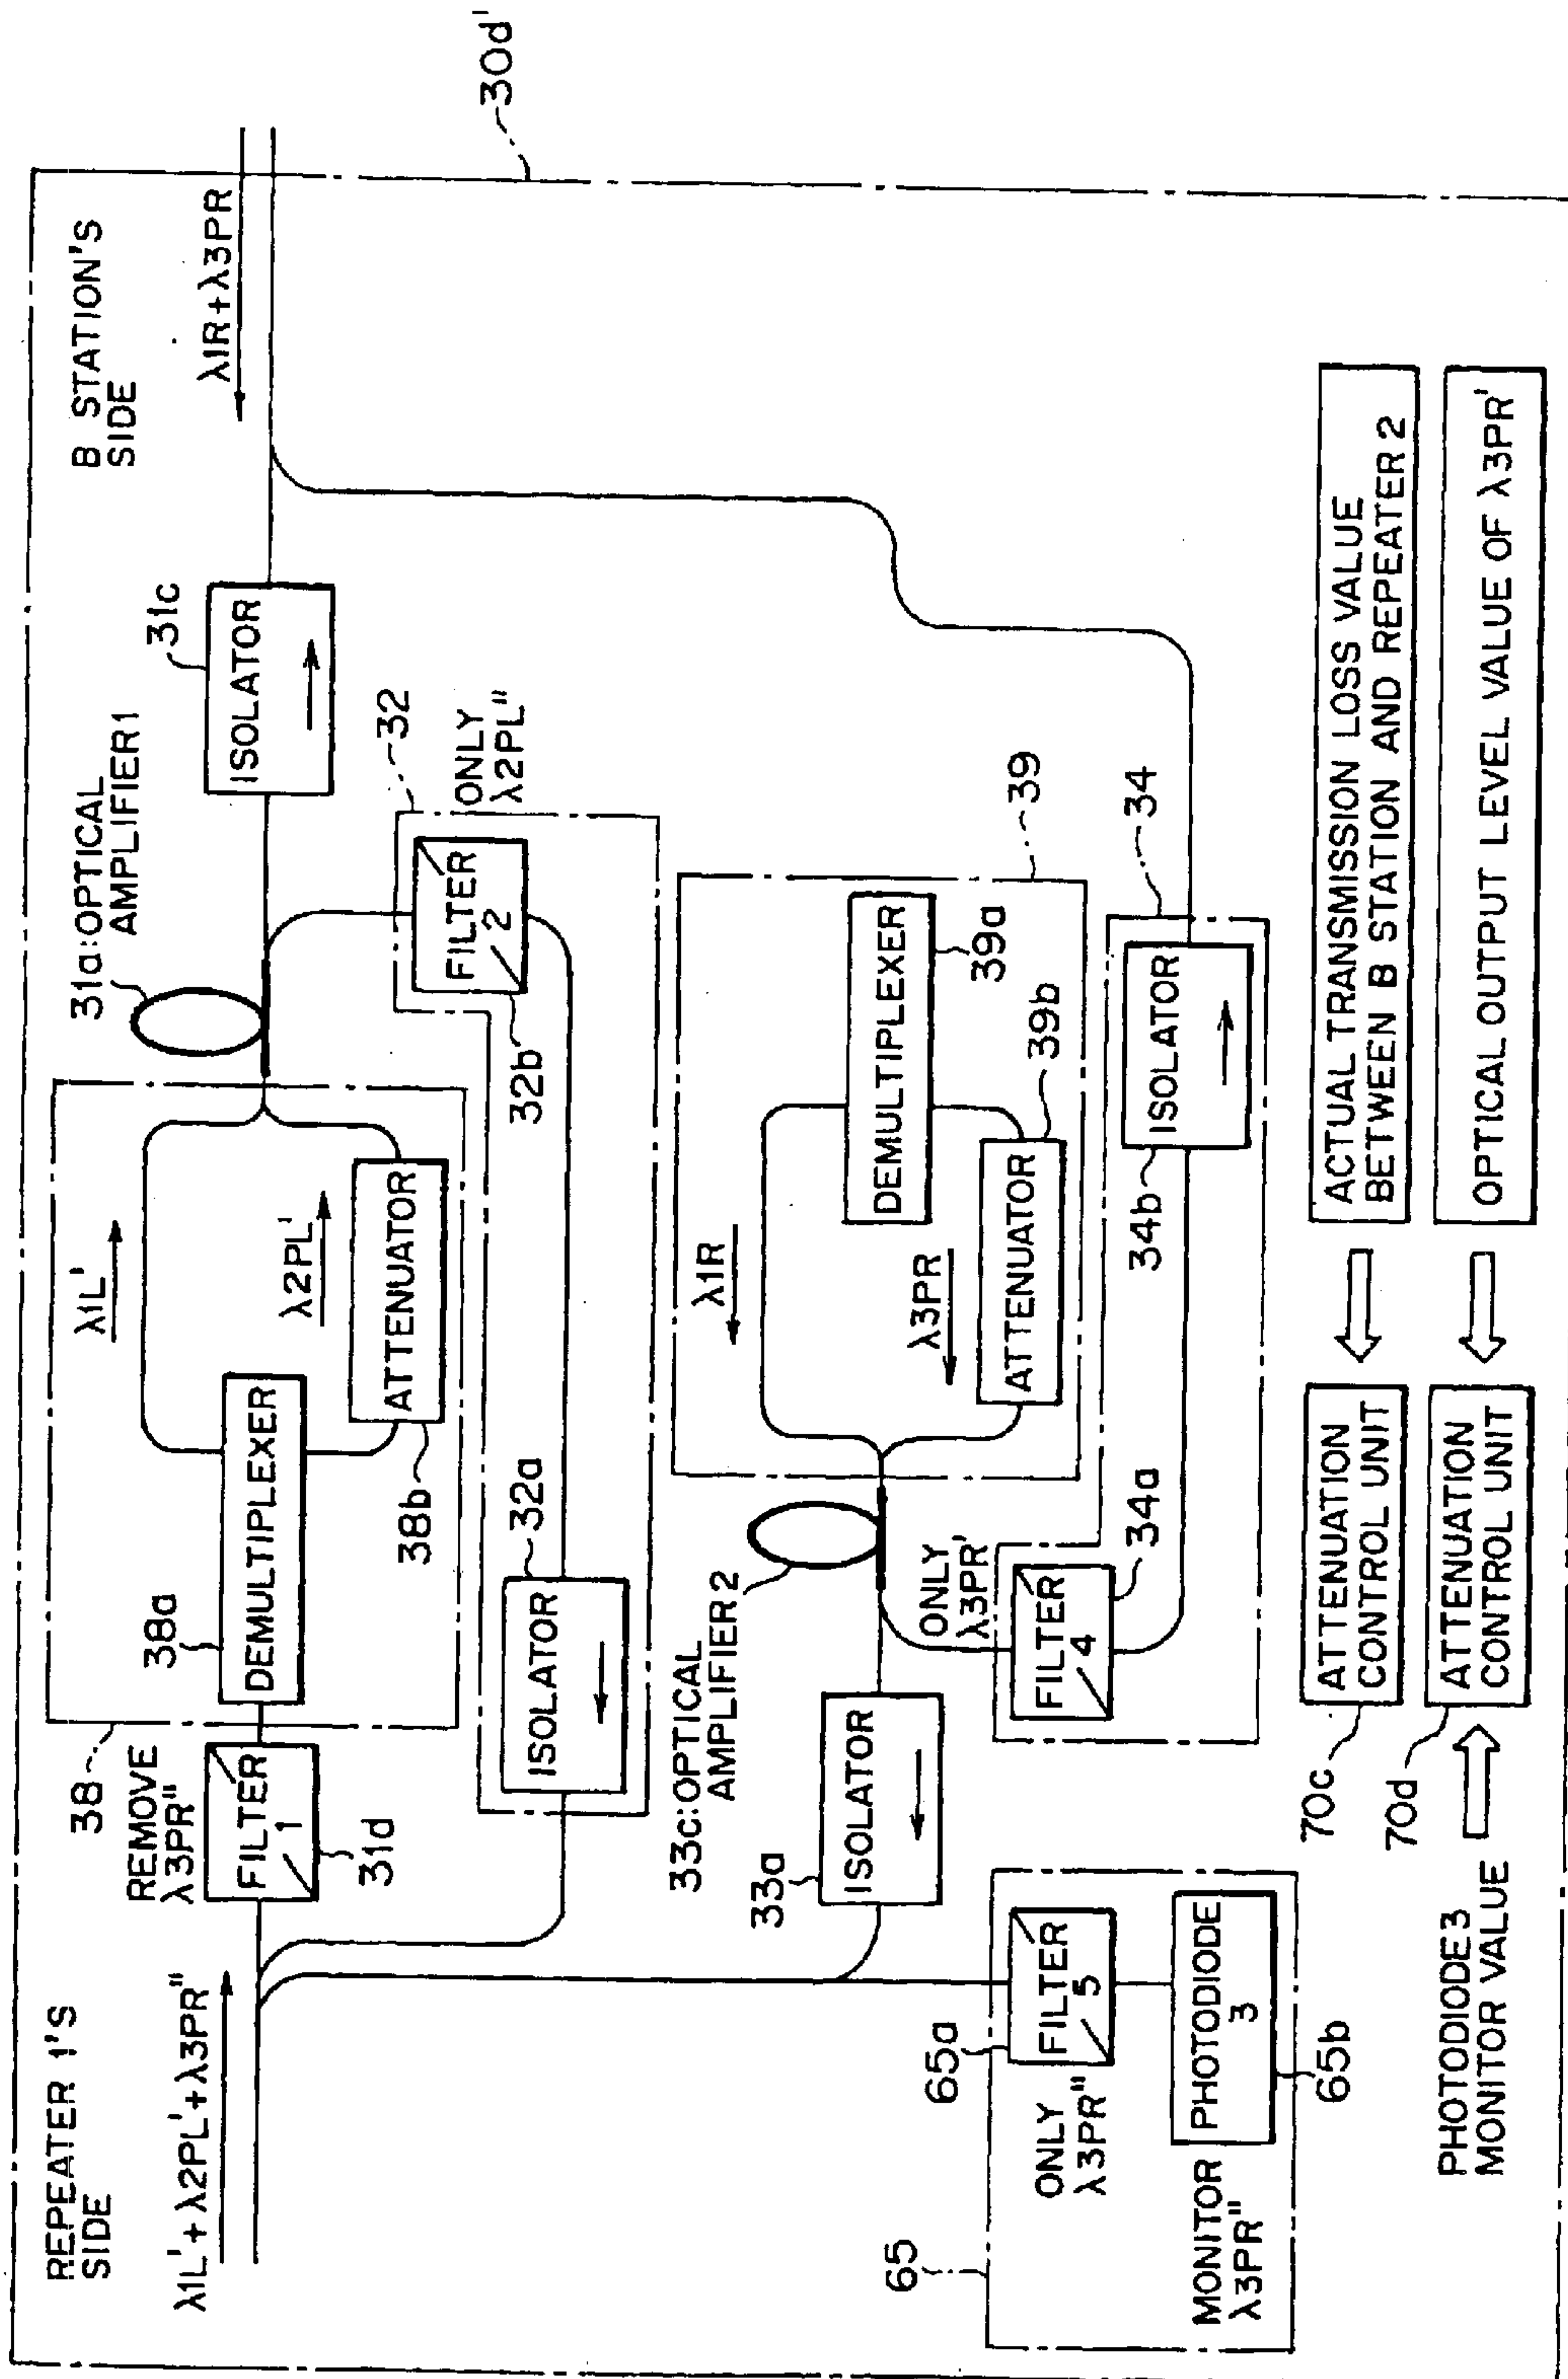 REPEATER 1'S
SIDE
λ1L'+λ2PL'+λ3PR"
REMOVE
λ3PR"
FILTER
1
31d
38
38a
DEMULTIPLEXER
λ1L'
λ2PL'
ATTENUATOR
38b
31a:OPTICAL
AMPLIFIER1
31c
ISOLATOR
B STATION'S
SIDE
λ1R+λ3PR
30d'
32
ONLY
λ2PL"
FILTER
2
32b
32a
ISOLATOR
33c:OPTICAL
AMPLIFIER2
33a
ISOLATOR
39
λ1R
λ3PR
DEMULTIPLEXER
39a
39b
ATTENUATOR
ONLY
λ3PR'
FILTER
4
34a
34
34b
ISOLATOR
65
65a
ONLY
λ3PR"
FILTER
5
MONITOR
λ3PR"
PHOTODIODE
3
65b
70c
ATTENUATION
CONTROL UNIT
ACTUAL TRANSMISSION LOSS VALUE
BETWEEN B STATION AND REPEATER 2
PHOTODIODE3
MONITOR VALUE
70d
ATTENUATION
CONTROL UNIT
OPTICAL OUTPUT LEVEL VALUE OF λ3PR'